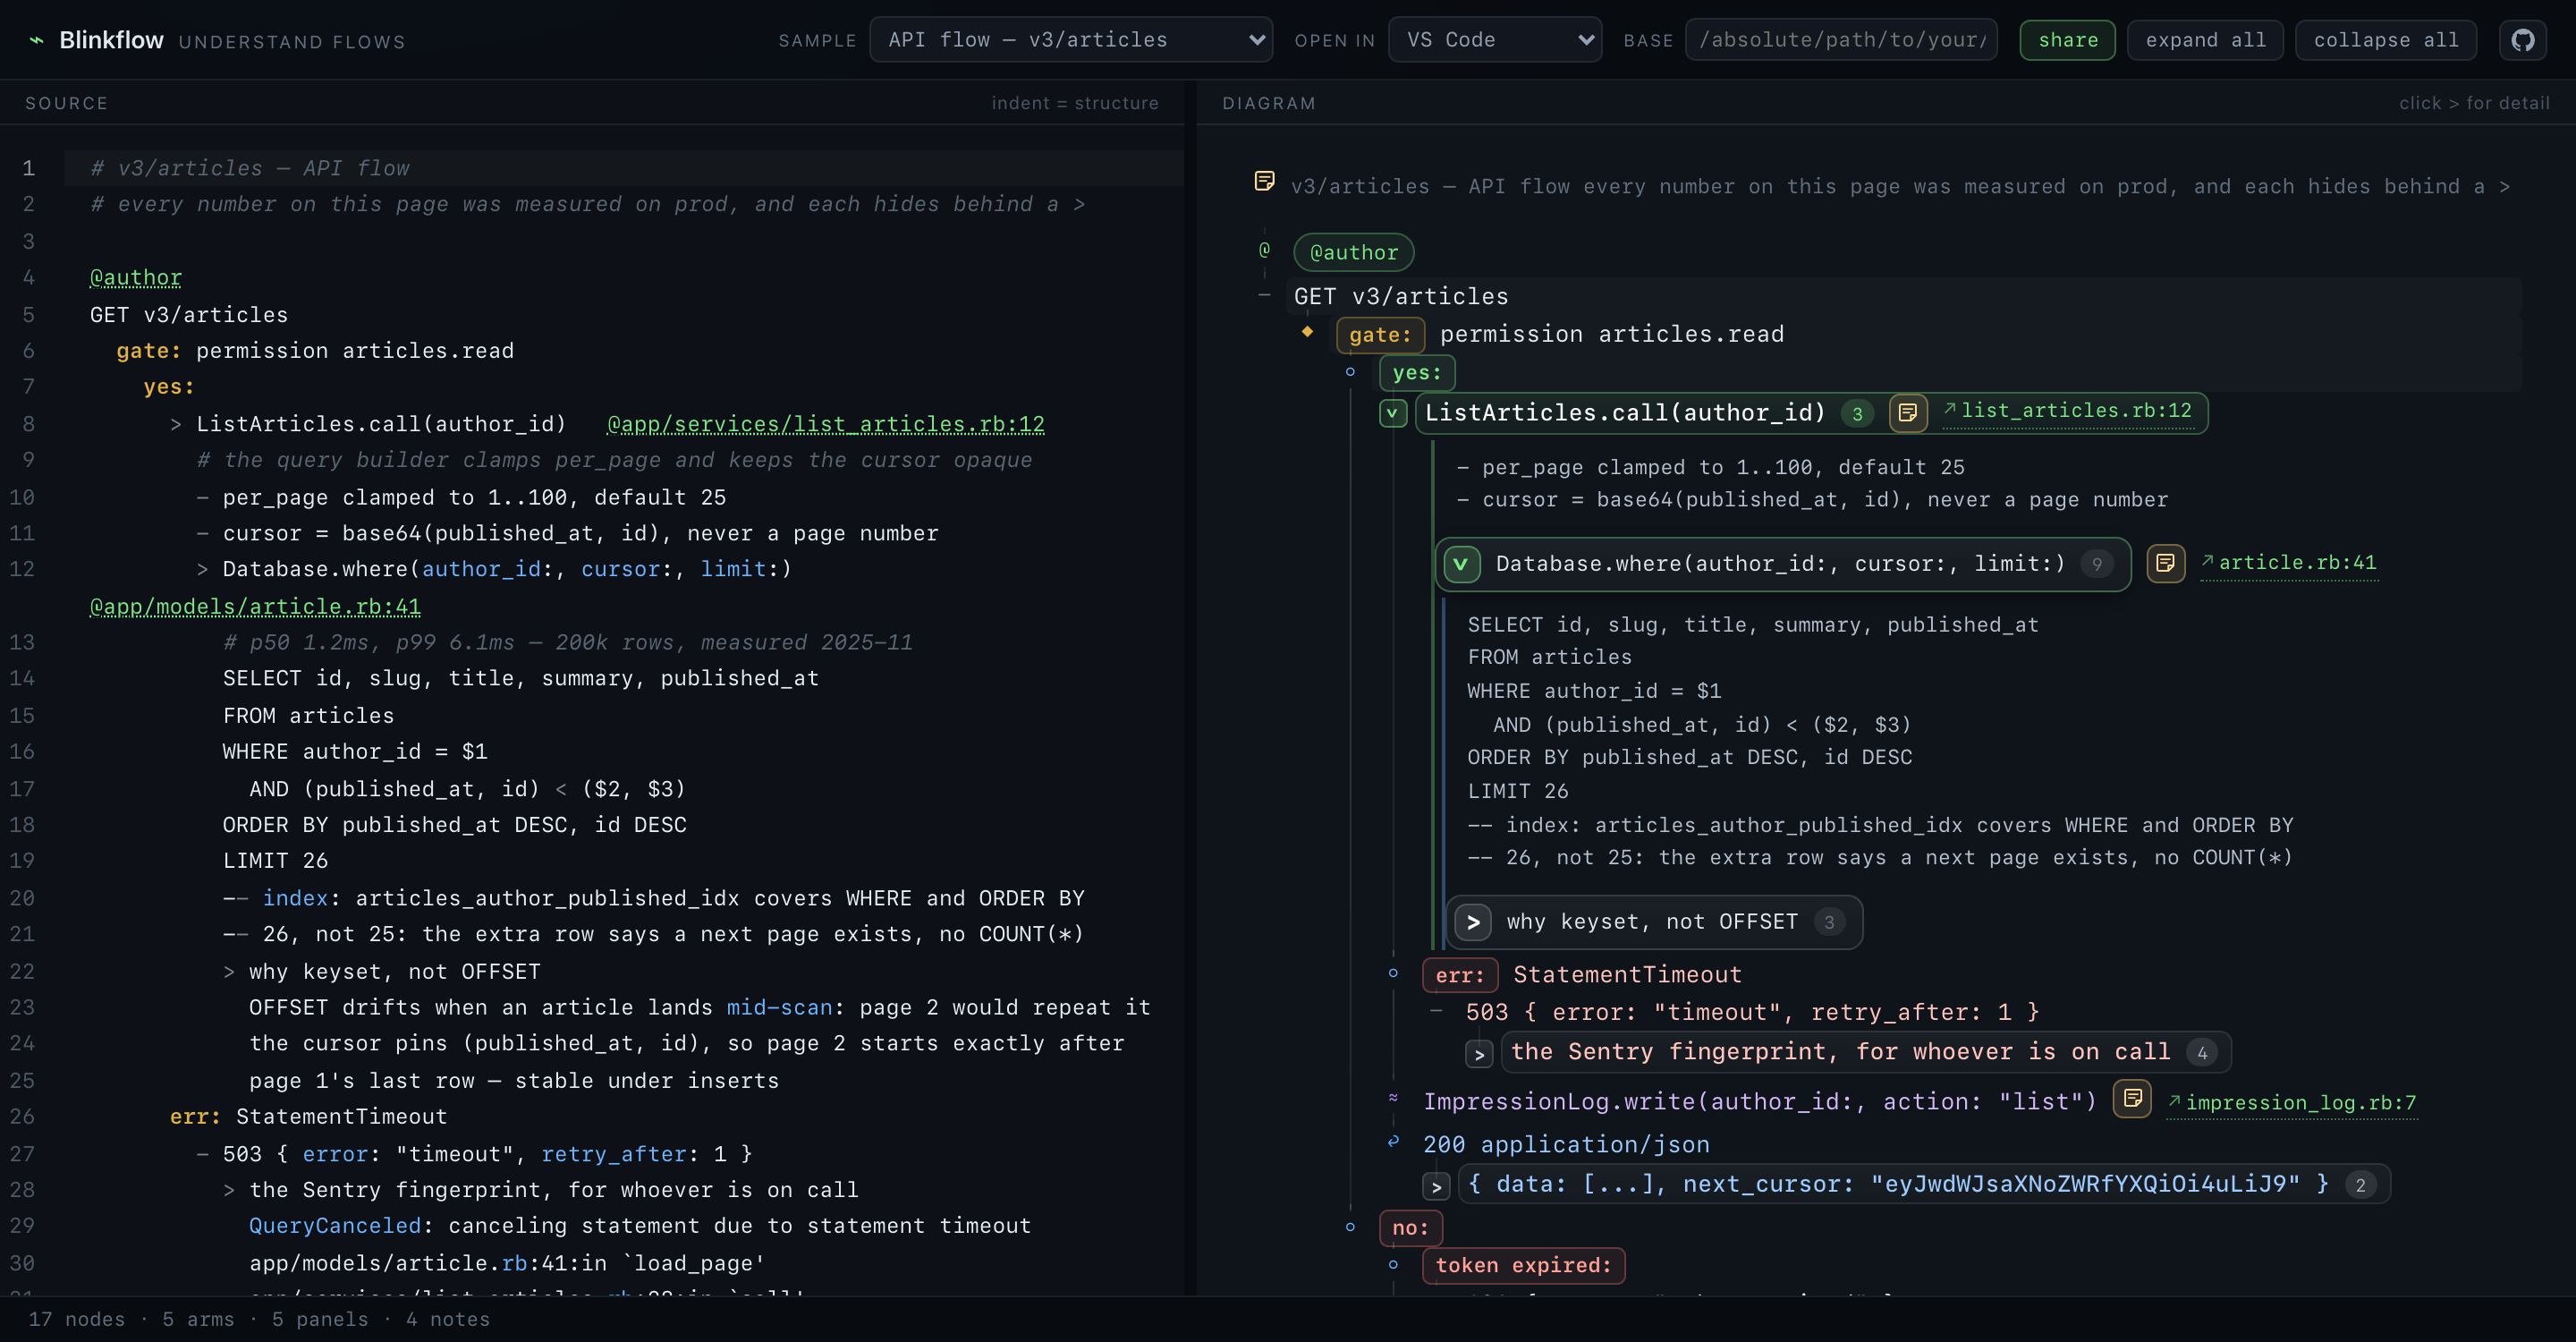 Blinkflow UNDERSTAND FLOWS
SAMPLE API flow — v3/articles OPEN IN VS Code BASE /absolute/path/to/your/ share expand all collapse all
SOURCE indent = structure
1 # v3/articles — API flow
2 # every number on this page was measured on prod, and each hides behind a >
3
4 @author
5 GET v3/articles
6 gate: permission articles.read
7 yes:
8 > ListArticles.call(author_id) @app/services/list_articles.rb:12
9 # the query builder clamps per_page and keeps the cursor opaque
10 – per_page clamped to 1..100, default 25
11 – cursor = base64(published_at, id), never a page number
12 > Database.where(author_id:, cursor:, limit:)
@app/models/article.rb:41
13 # p50 1.2ms, p99 6.1ms — 200k rows, measured 2025-11
14 SELECT id, slug, title, summary, published_at
15 FROM articles
16 WHERE author_id = $1
17 AND (published_at, id) < ($2, $3)
18 ORDER BY published_at DESC, id DESC
19 LIMIT 26
20 -- index: articles_author_published_idx covers WHERE and ORDER BY
21 -- 26, not 25: the extra row says a next page exists, no COUNT(*)
22 > why keyset, not OFFSET
23 OFFSET drifts when an article lands mid-scan: page 2 would repeat it
24 the cursor pins (published_at, id), so page 2 starts exactly after
25 page 1's last row — stable under inserts
26 err: StatementTimeout
27 – 503 { error: "timeout", retry_after: 1 }
28 > the Sentry fingerprint, for whoever is on call
29 QueryCanceled: canceling statement due to statement timeout
30 app/models/article.rb:41:in `load_page'
DIAGRAM click > for detail
v3/articles — API flow every number on this page was measured on prod, and each hides behind a >
@ @author
– GET v3/articles
gate: permission articles.read
yes:
v ListArticles.call(author_id) 3 ↗list_articles.rb:12
– per_page clamped to 1..100, default 25
– cursor = base64(published_at, id), never a page number
v Database.where(author_id:, cursor:, limit:) 9 ↗article.rb:41
SELECT id, slug, title, summary, published_at
FROM articles
WHERE author_id = $1
AND (published_at, id) < ($2, $3)
ORDER BY published_at DESC, id DESC
LIMIT 26
-- index: articles_author_published_idx covers WHERE and ORDER BY
-- 26, not 25: the extra row says a next page exists, no COUNT(*)
> why keyset, not OFFSET 3
err: StatementTimeout
– 503 { error: "timeout", retry_after: 1 }
> the Sentry fingerprint, for whoever is on call 4
≈ ImpressionLog.write(author_id:, action: "list") ↗impression_log.rb:7
200 application/json
> { data: [...], next_cursor: "eyJwdWJsaXNoZWRfYXQiOi4uLiJ9" } 2
no:
token expired:
17 nodes · 5 arms · 5 panels · 4 notes